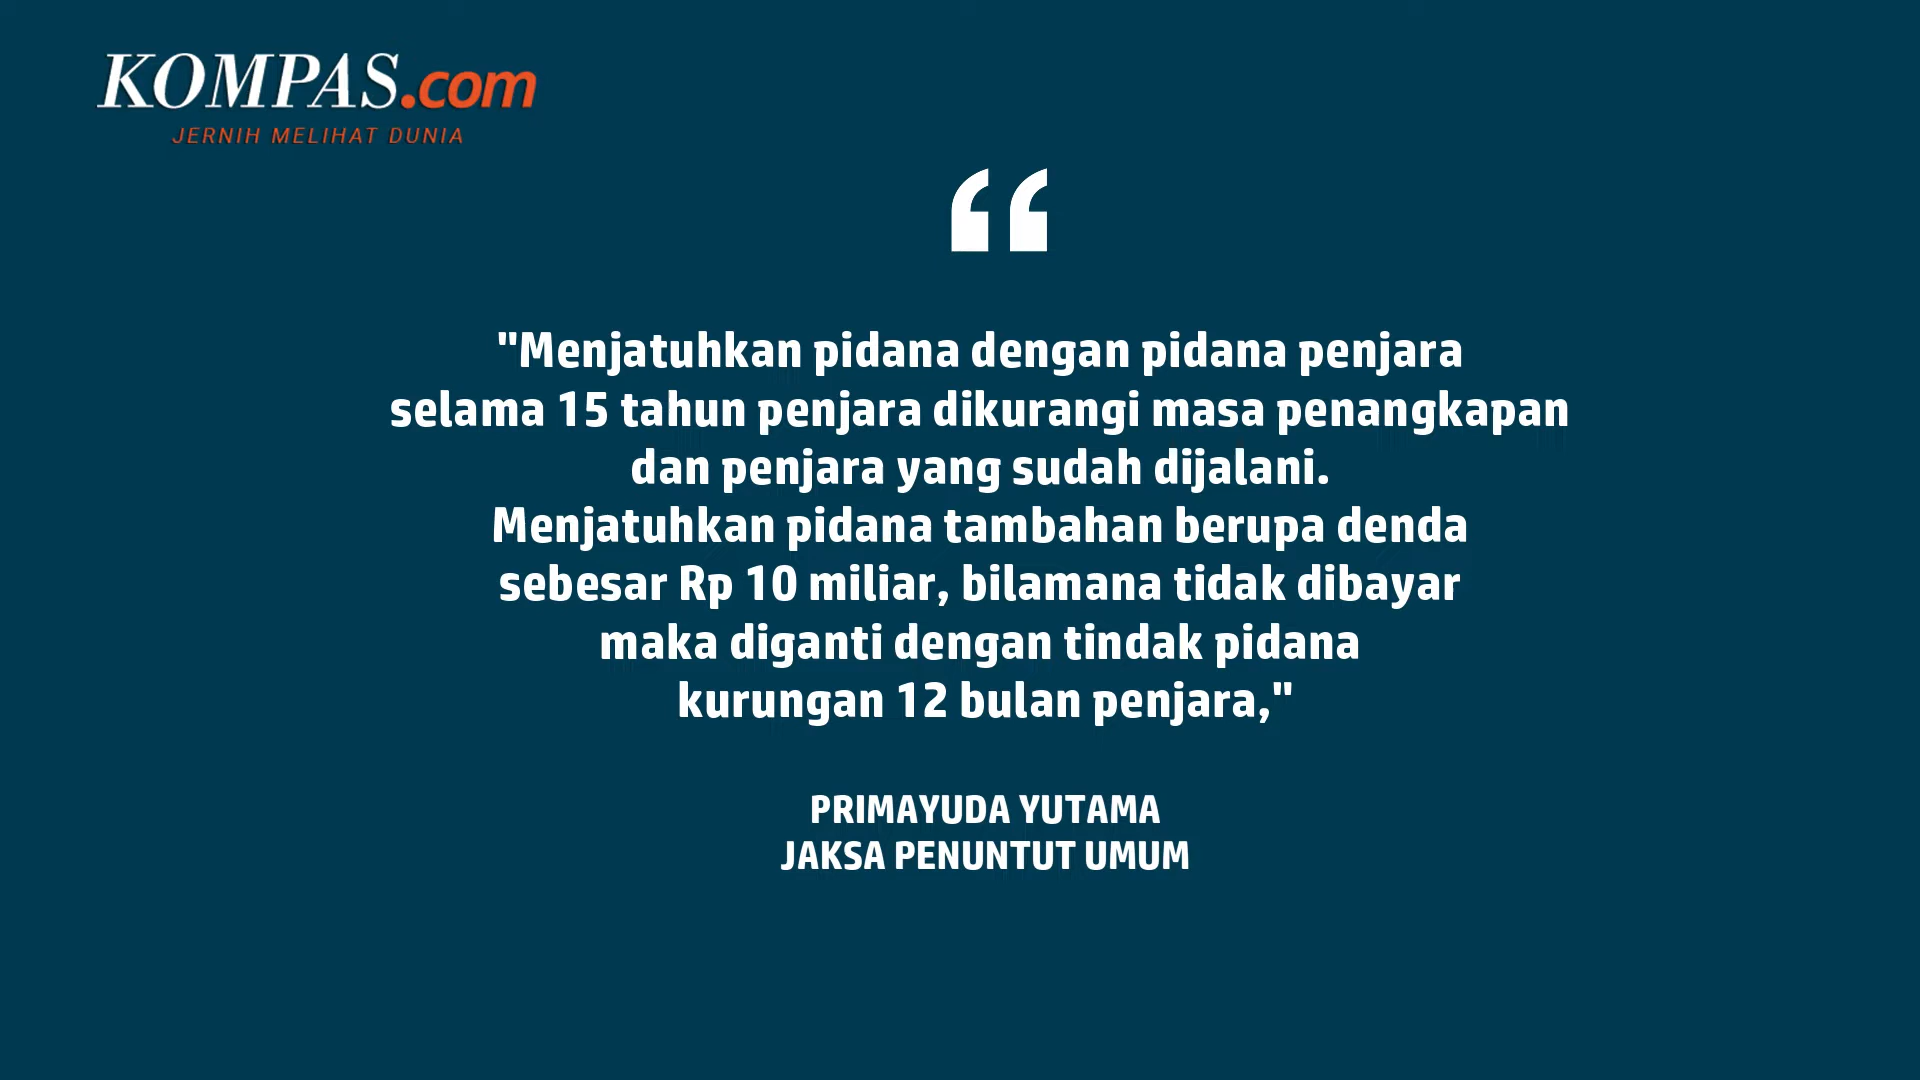 KOMPAS.com
JERNIH MELIHAT DUNIA
"Menjatuhkan pidana dengan pidana penjara
selama 15 tahun penjara dikurangi masa penangkapan
dan penjara yang sudah dijalani.
Menjatuhkan pidana tambahan berupa denda
sebesar Rp 10 miliar, bilamana tidak dibayar
maka diganti dengan tindak pidana
kurungan 12 bulan penjara,"
PRIMAYUDA YUTAMA
JAKSA PENUNTUT UMUM